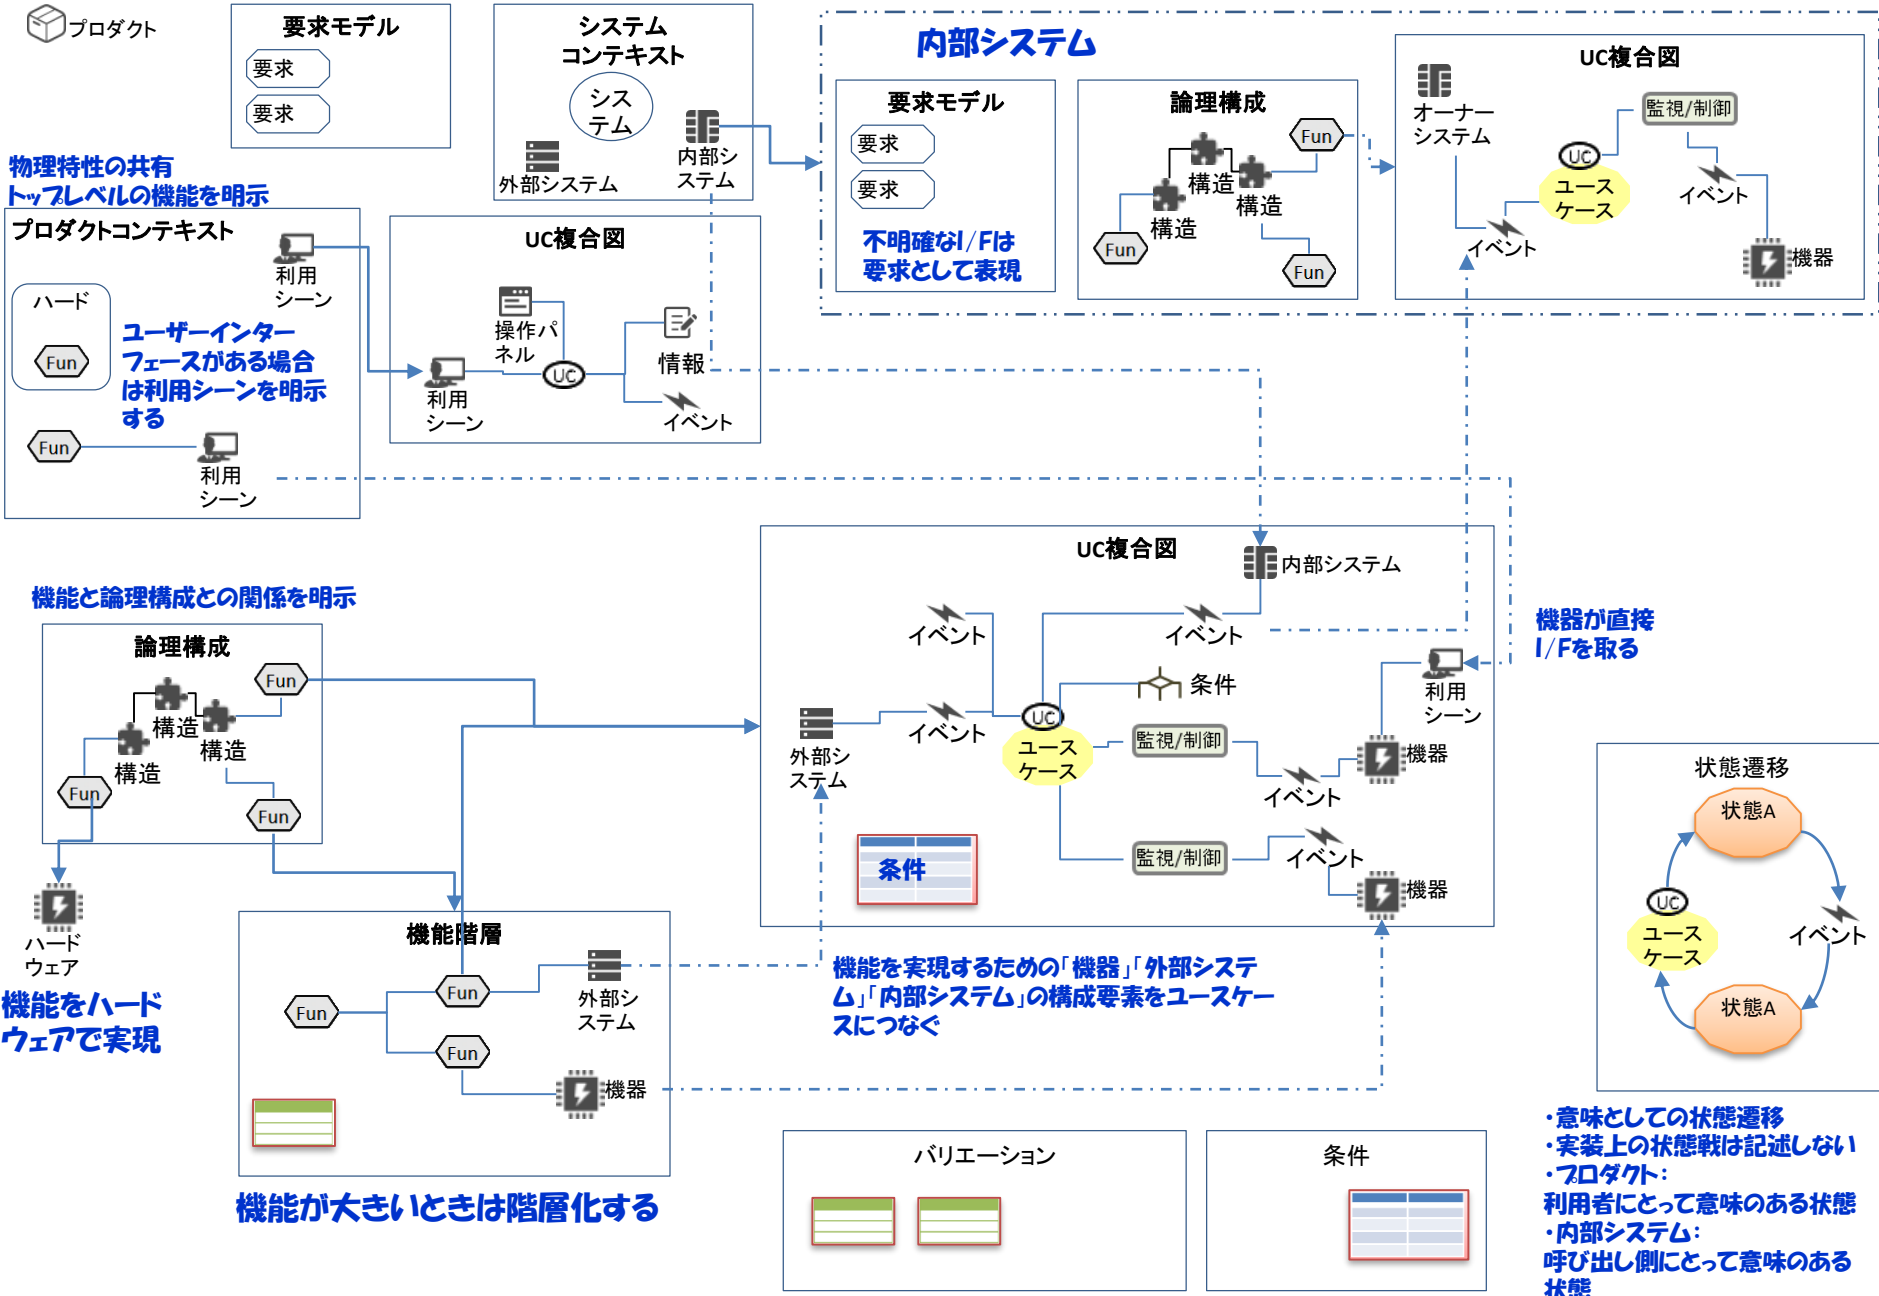 プロダクト
要求モデル
要求
要求
システム
コンテキスト
シス
テム
外部システム
内部シ
ステム
内部システム
要求モデル
要求
要求
不明確なI/Fは
要求として表現
論理構成
Fun
構造
構造
構造
Fun
Fun
UC複合図
オーナー
システム
監視/制御
UC
ユース
ケース
イベント
イベント
機器
物理特性の共有
トップレベルの機能を明示
プロダクトコンテキスト
利用
シーン
ハード
Fun
ユーザーインター
フェースがある場合
は利用シーンを明示
する
Fun
利用
シーン
UC複合図
操作パ
ネル
情報
利用
シーン
UC
イベント
機能と論理構成との関係を明示
論理構成
Fun
構造
構造
構造
Fun
Fun
ハード
ウェア
機能をハード
ウェアで実現
UC複合図
内部システム
イベント
イベント
条件
外部シ
ステム
イベント
UC
ユース
ケース
監視/制御
イベント
機器
利用
シーン
条件
監視/制御
イベント
機器
機器が直接
I/Fを取る
機能階層
Fun
Fun
外部シ
ステム
Fun
機器
機能が大きいときは階層化する
機能を実現するための「機器」「外部システ
ム」「内部システム」の構成要素をユースケー
スにつなぐ
バリエーション
条件
状態遷移
状態A
UC
ユース
ケース
イベント
状態A
・意味としての状態遷移
・実装上の状態戦は記述しない
・プロダクト：
利用者にとって意味のある状態
・内部システム：
呼び出し側にとって意味のある
状態